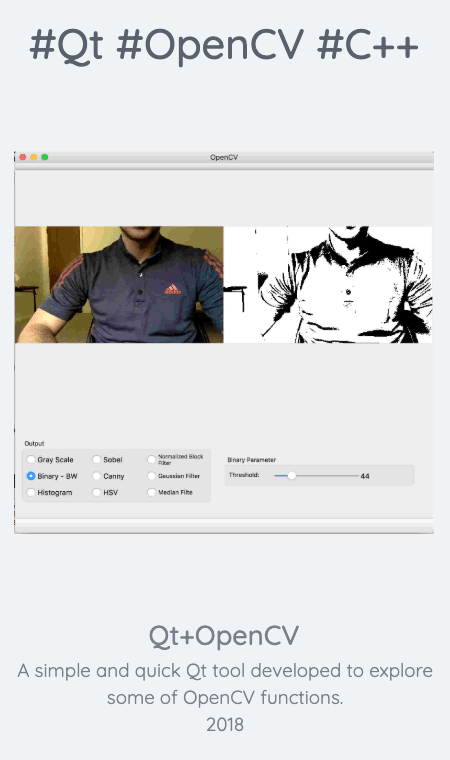 #Qt #OpenCV #C++
OpenCV
Output
Gray Scale
Sobel
Normalized Block
Filter
Binary - BW
Canny
Gaussian Filter
Histogram
HSV
Median Filte
Binary Parameter
Threshold:
44
Qt+OpenCV
A simple and quick Qt tool developed to explore
some of OpenCV functions.
2018